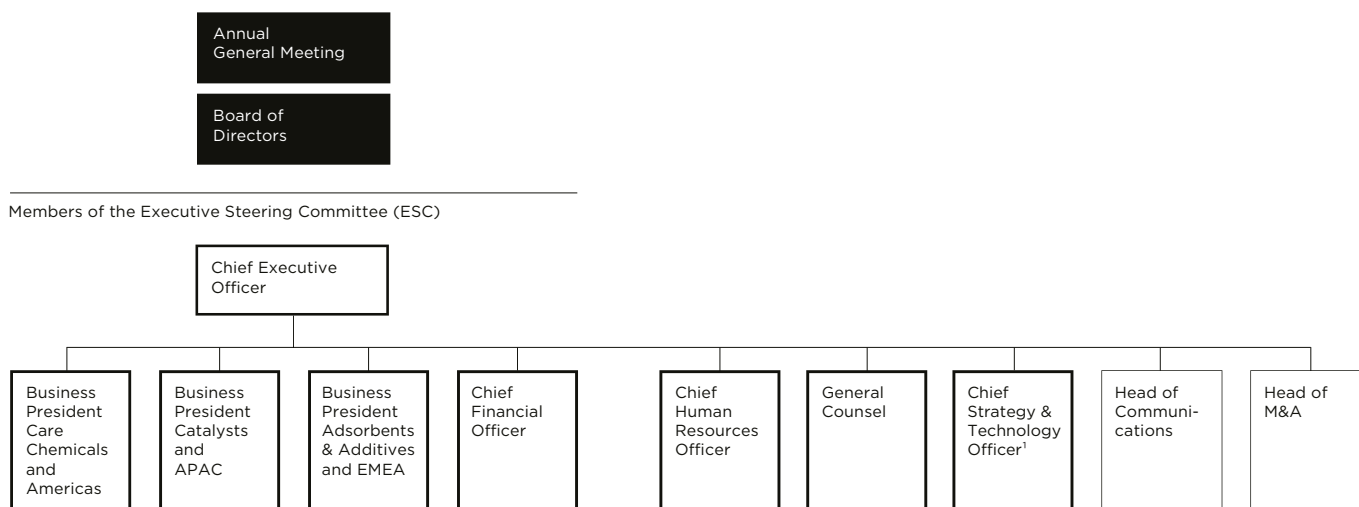 Annual
General Meeting
Board of
Directors
Members of the Executive Steering Committee (ESC)
Chief Executive
Officer
Business
President
Care
Chemicals
and
Americas
Business
President
Catalysts
and
APAC
Business
President
Adsorbents
& Additives
and EMEA
Chief
Financial
Officer
Chief
Human
Resources
Officer
General
Counsel
Chief
Strategy &
Technology
Officer¹
Head of
Communi-
cations
Head of
M&A